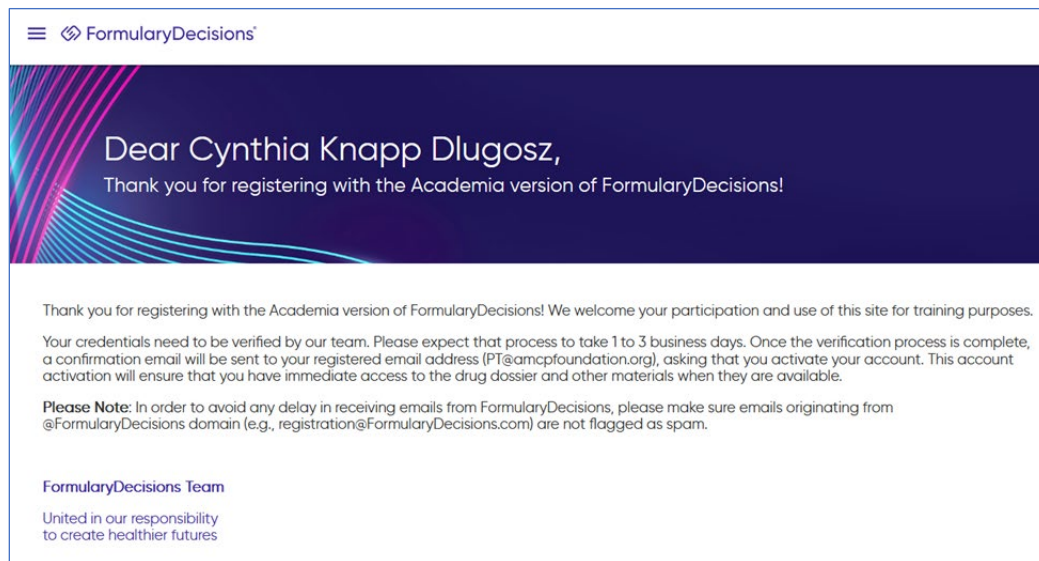 FormularyDecisions®
Dear Cynthia Knapp Dlugosz,
Thank you for registering with the Academia version of FormularyDecisions!
Thank you for registering with the Academia version of FormularyDecisions! We welcome your participation and use of this site for training purposes.
Your credentials need to be verified by our team. Please expect that process to take 1 to 3 business days. Once the verification process is complete,
a confirmation email will be sent to your registered email address (PT@amcpfoundation.org), asking that you activate your account. This account
activation will ensure that you have immediate access to the drug dossier and other materials when they are available.
Please Note: In order to avoid any delay in receiving emails from FormularyDecisions, please make sure emails originating from
@FormularyDecisions domain (e.g., registration@FormularyDecisions.com) are not flagged as spam.
FormularyDecisions Team
United in our responsibility
to create healthier futures